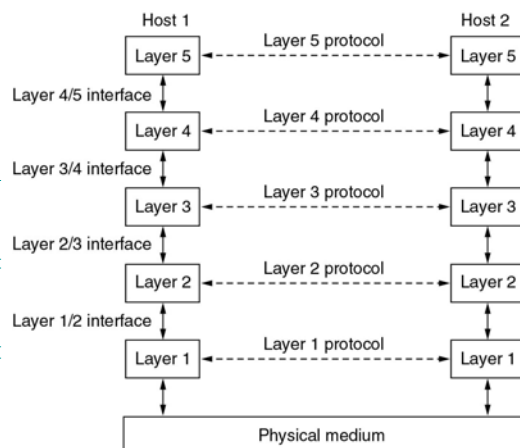 Host 1 Host 2
Layer 5 Layer 5 protocol Layer 5
Layer 4/5 interface
Layer 4 Layer 4 protocol Layer 4
Layer 3/4 interface
Layer 3 Layer 3 protocol Layer 3
Layer 2/3 interface
Layer 2 Layer 2 protocol Layer 2
Layer 1/2 interface
Layer 1 Layer 1 protocol Layer 1
Physical medium